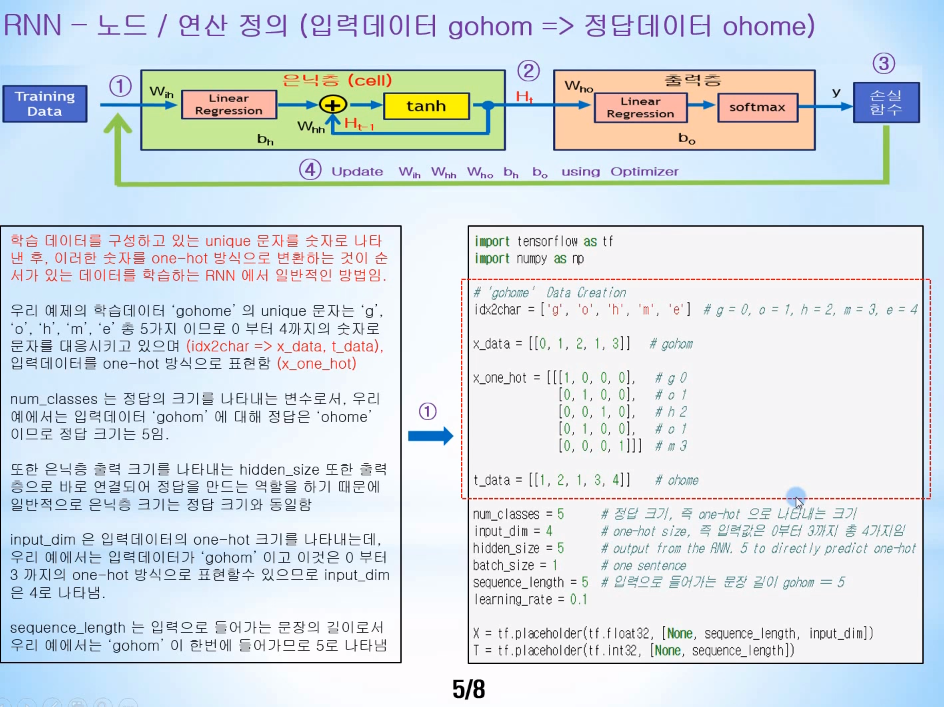 RNN - 노드 / 연산 정의 (입력데이터 gohom => 정답데이터 ohome)
① ② ③
은닉층 (cell)
출력층
Training Data
Wih
Linear Regression
+
tanh
Whh
Ht-1
bh
Ht
Who
Linear Regression
softmax
bo
y
손실 함수
④ Update Wih Whh Who bh bo using Optimizer
학습 데이터를 구성하고 있는 unique 문자를 숫자로 나타
낸 후, 이러한 숫자를 one-hot 방식으로 변환하는 것이 순
서가 있는 데이터를 학습하는 RNN 에서 일반적인 방법임.
우리 예제의 학습데이터 ‘gohome’ 의 unique 문자는 ‘g’,
‘o’, ‘h’, ‘m’, ‘e’ 총 5가지 이므로 0 부터 4까지의 숫자로
문자를 대응시키고 있으며 (idx2char => x_data, t_data),
입력데이터를 one-hot 방식으로 표현함 (x_one_hot)
num_classes 는 정답의 크기를 나타내는 변수로서, 우리
예에서는 입력데이터 ‘gohom’ 에 대해 정답은 ‘ohome’
이므로 정답 크기는 5임.
또한 은닉층 출력 크기를 나타내는 hidden_size 또한 출력
층으로 바로 연결되어 정답을 만드는 역할을 하기 때문에
일반적으로 은닉층 크기는 정답 크기와 동일함
input_dim 은 입력데이터의 one-hot 크기를 나타내는데,
우리 예에서는 입력데이터가 ‘gohom’ 이고 이것은 0 부터
3 까지의 one-hot 방식으로 표현할수 있으므로 input_dim
은 4로 나타냄.
sequence_length 는 입력으로 들어가는 문장의 길이로서
우리 예에서는 ‘gohom’ 이 한번에 들어가므로 5로 나타냄
①
import tensorflow as tf
import numpy as np
# 'gohome' Data Creation
idx2char = ['g', 'o', 'h', 'm', 'e'] # g = 0, o = 1, h = 2, m = 3, e = 4
x_data = [[0, 1, 2, 1, 3]] # gohom
x_one_hot = [[[1, 0, 0, 0], # g 0
[0, 1, 0, 0], # o 1
[0, 0, 1, 0], # h 2
[0, 1, 0, 0], # o 1
[0, 0, 0, 1]]] # m 3
t_data = [[1, 2, 1, 3, 4]] # ohome
num_classes = 5 # 정답 크기, 즉 one-hot 으로 나타내는 크기
input_dim = 4 # one-hot size, 즉 입력값은 0부터 3까지 총 4가지임
hidden_size = 5 # output from the RNN. 5 to directly predict one-hot
batch_size = 1 # one sentence
sequence_length = 5 # 입력으로 들어가는 문장 길이 gohom == 5
learning_rate = 0.1
X = tf.placeholder(tf.float32, [None, sequence_length, input_dim])
T = tf.placeholder(tf.int32, [None, sequence_length])
5/8